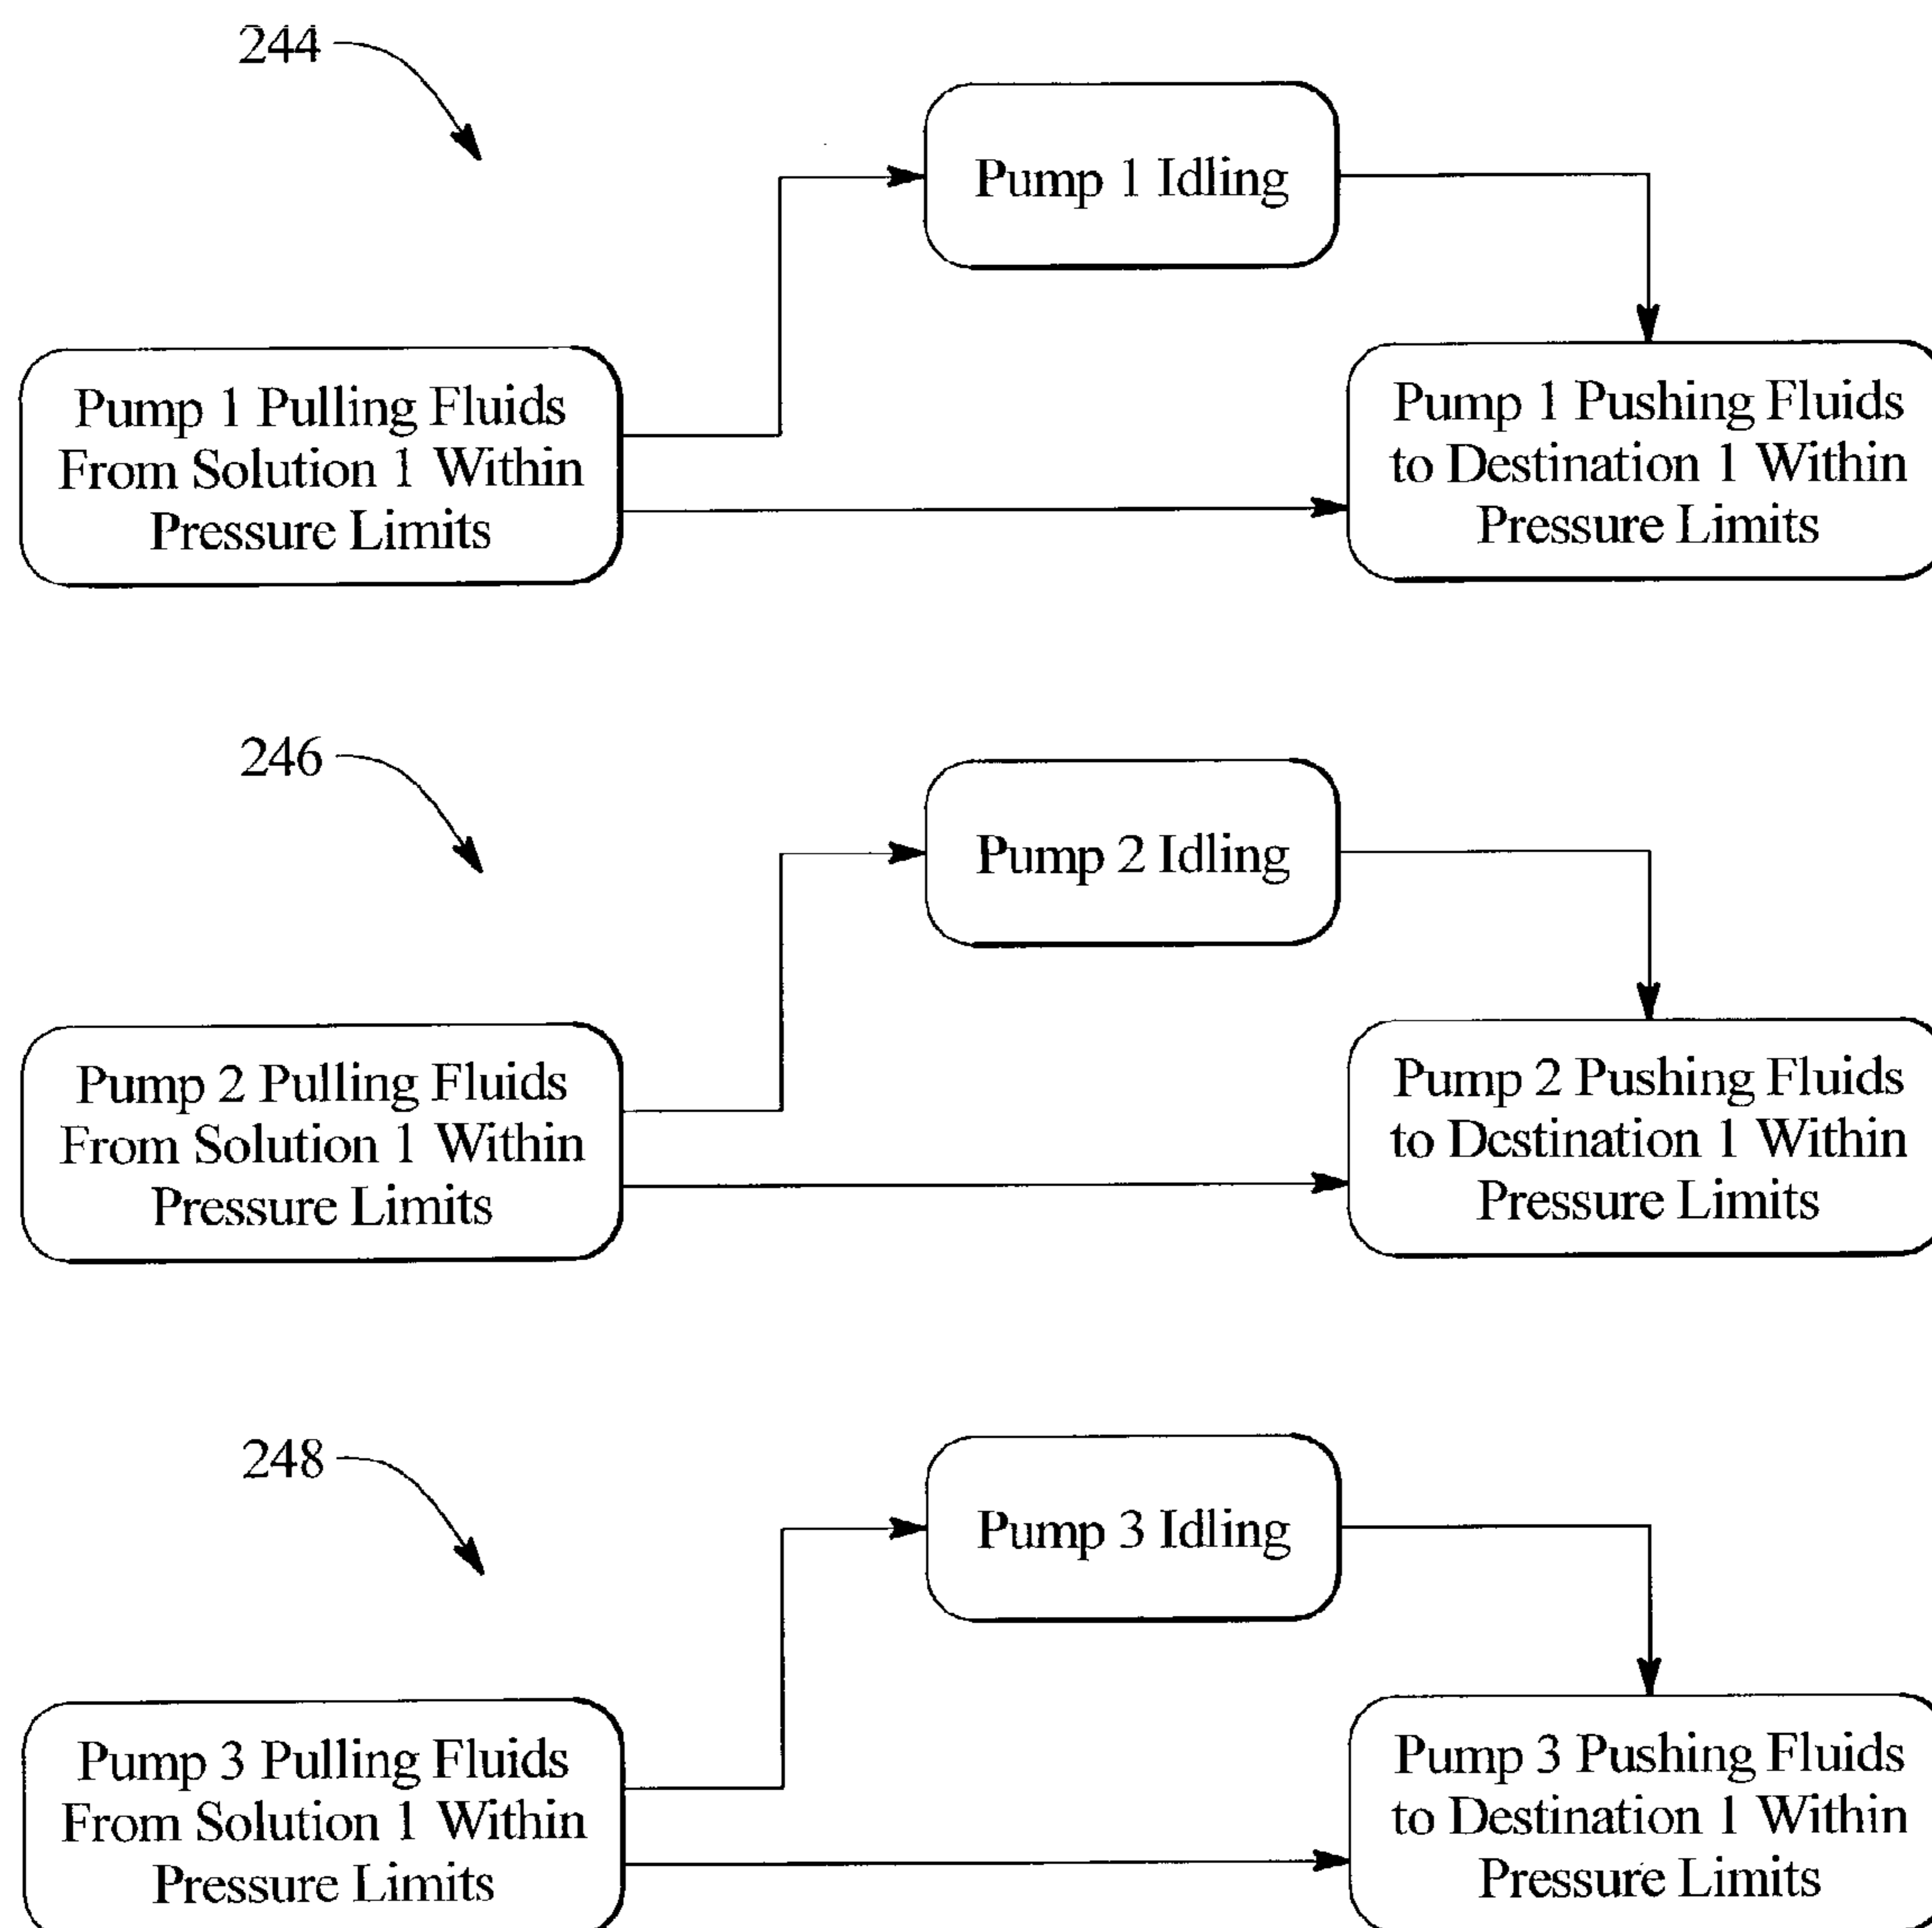 244
Pump 1 Idling
Pump 1 Pulling Fluids
From Solution 1 Within
Pressure Limits
Pump 1 Pushing Fluids
to Destination 1 Within
Pressure Limits
246
Pump 2 Idling
Pump 2 Pulling Fluids
From Solution 1 Within
Pressure Limits
Pump 2 Pushing Fluids
to Destination 1 Within
Pressure Limits
248
Pump 3 Idling
Pump 3 Pulling Fluids
From Solution 1 Within
Pressure Limits
Pump 3 Pushing Fluids
to Destination 1 Within
Pressure Limits